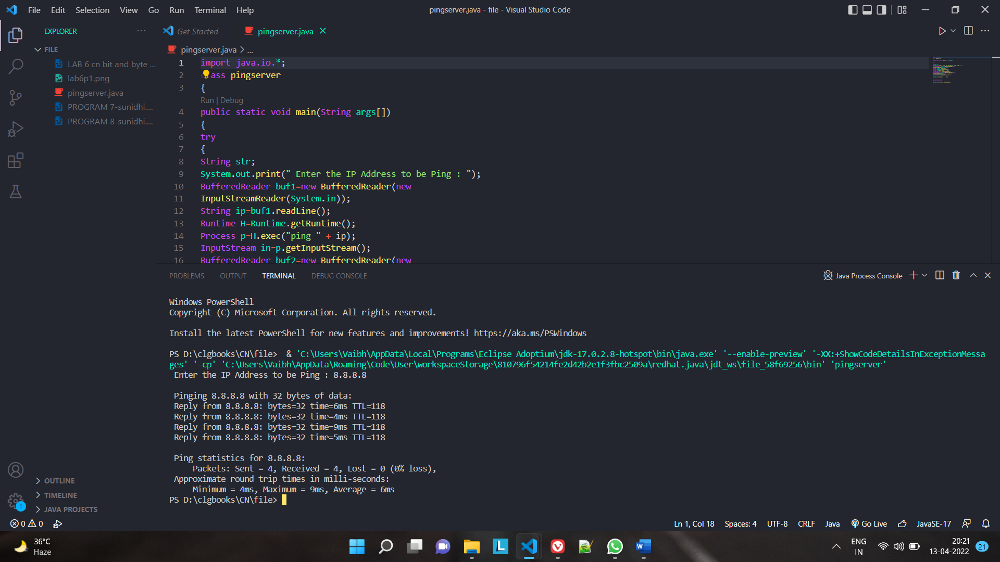 File Edit Selection View Go Run Terminal Help
pingserver.java - file - Visual Studio Code
EXPLORER
FILE
LAB 6 cn bit and byte ...
lab6p1.png
pingserver.java
PROGRAM 7-sunidhi....
PROGRAM 8-sunidhi....
OUTLINE
TIMELINE
JAVA PROJECTS
1
Get Started
pingserver.java
pingserver.java > ...
1 import java.io.*;
2 ass pingserver
3 {
Run | Debug
4 public static void main(String args[])
5 {
6 try
7 {
8 String str;
9 System.out.print(" Enter the IP Address to be Ping : ");
10 BufferedReader buf1=new BufferedReader(new
11 InputStreamReader(System.in));
12 String ip=buf1.readLine();
13 Runtime H=Runtime.getRuntime();
14 Process p=H.exec("ping " + ip);
15 InputStream in=p.getInputStream();
16 BufferedReader buf2=new BufferedReader(new
PROBLEMS OUTPUT TERMINAL DEBUG CONSOLE
Java Process Console
Windows PowerShell
Copyright (C) Microsoft Corporation. All rights reserved.
Install the latest PowerShell for new features and improvements! https://aka.ms/PSWindows
PS D:\clgbooks\CN\file>  & 'C:\Users\Vaibh\AppData\Local\Programs\Eclipse Adoptium\jdk-17.0.2.8-hotspot\bin\java.exe' '--enable-preview' '-XX:+ShowCodeDetailsInExceptionMessa
ges' '-cp' 'C:\Users\Vaibh\AppData\Roaming\Code\User\workspaceStorage\810796f54214fe2d42b2e1f3fbc2509a\redhat.java\jdt_ws\file_58f69256\bin' 'pingserver'
Enter the IP Address to be Ping : 8.8.8.8
Pinging 8.8.8.8 with 32 bytes of data:
Reply from 8.8.8.8: bytes=32 time=6ms TTL=118
Reply from 8.8.8.8: bytes=32 time=4ms TTL=118
Reply from 8.8.8.8: bytes=32 time=9ms TTL=118
Reply from 8.8.8.8: bytes=32 time=5ms TTL=118
Ping statistics for 8.8.8.8:
Packets: Sent = 4, Received = 4, Lost = 0 (0% loss),
Approximate round trip times in milli-seconds:
Minimum = 4ms, Maximum = 9ms, Average = 6ms
PS D:\clgbooks\CN\file>
0 0
Ln 1, Col 18 Spaces: 4 UTF-8 CRLF Java Go Live JavaSE-17
36°C
Haze
L
W
ENG
IN
20:21
13-04-2022
21